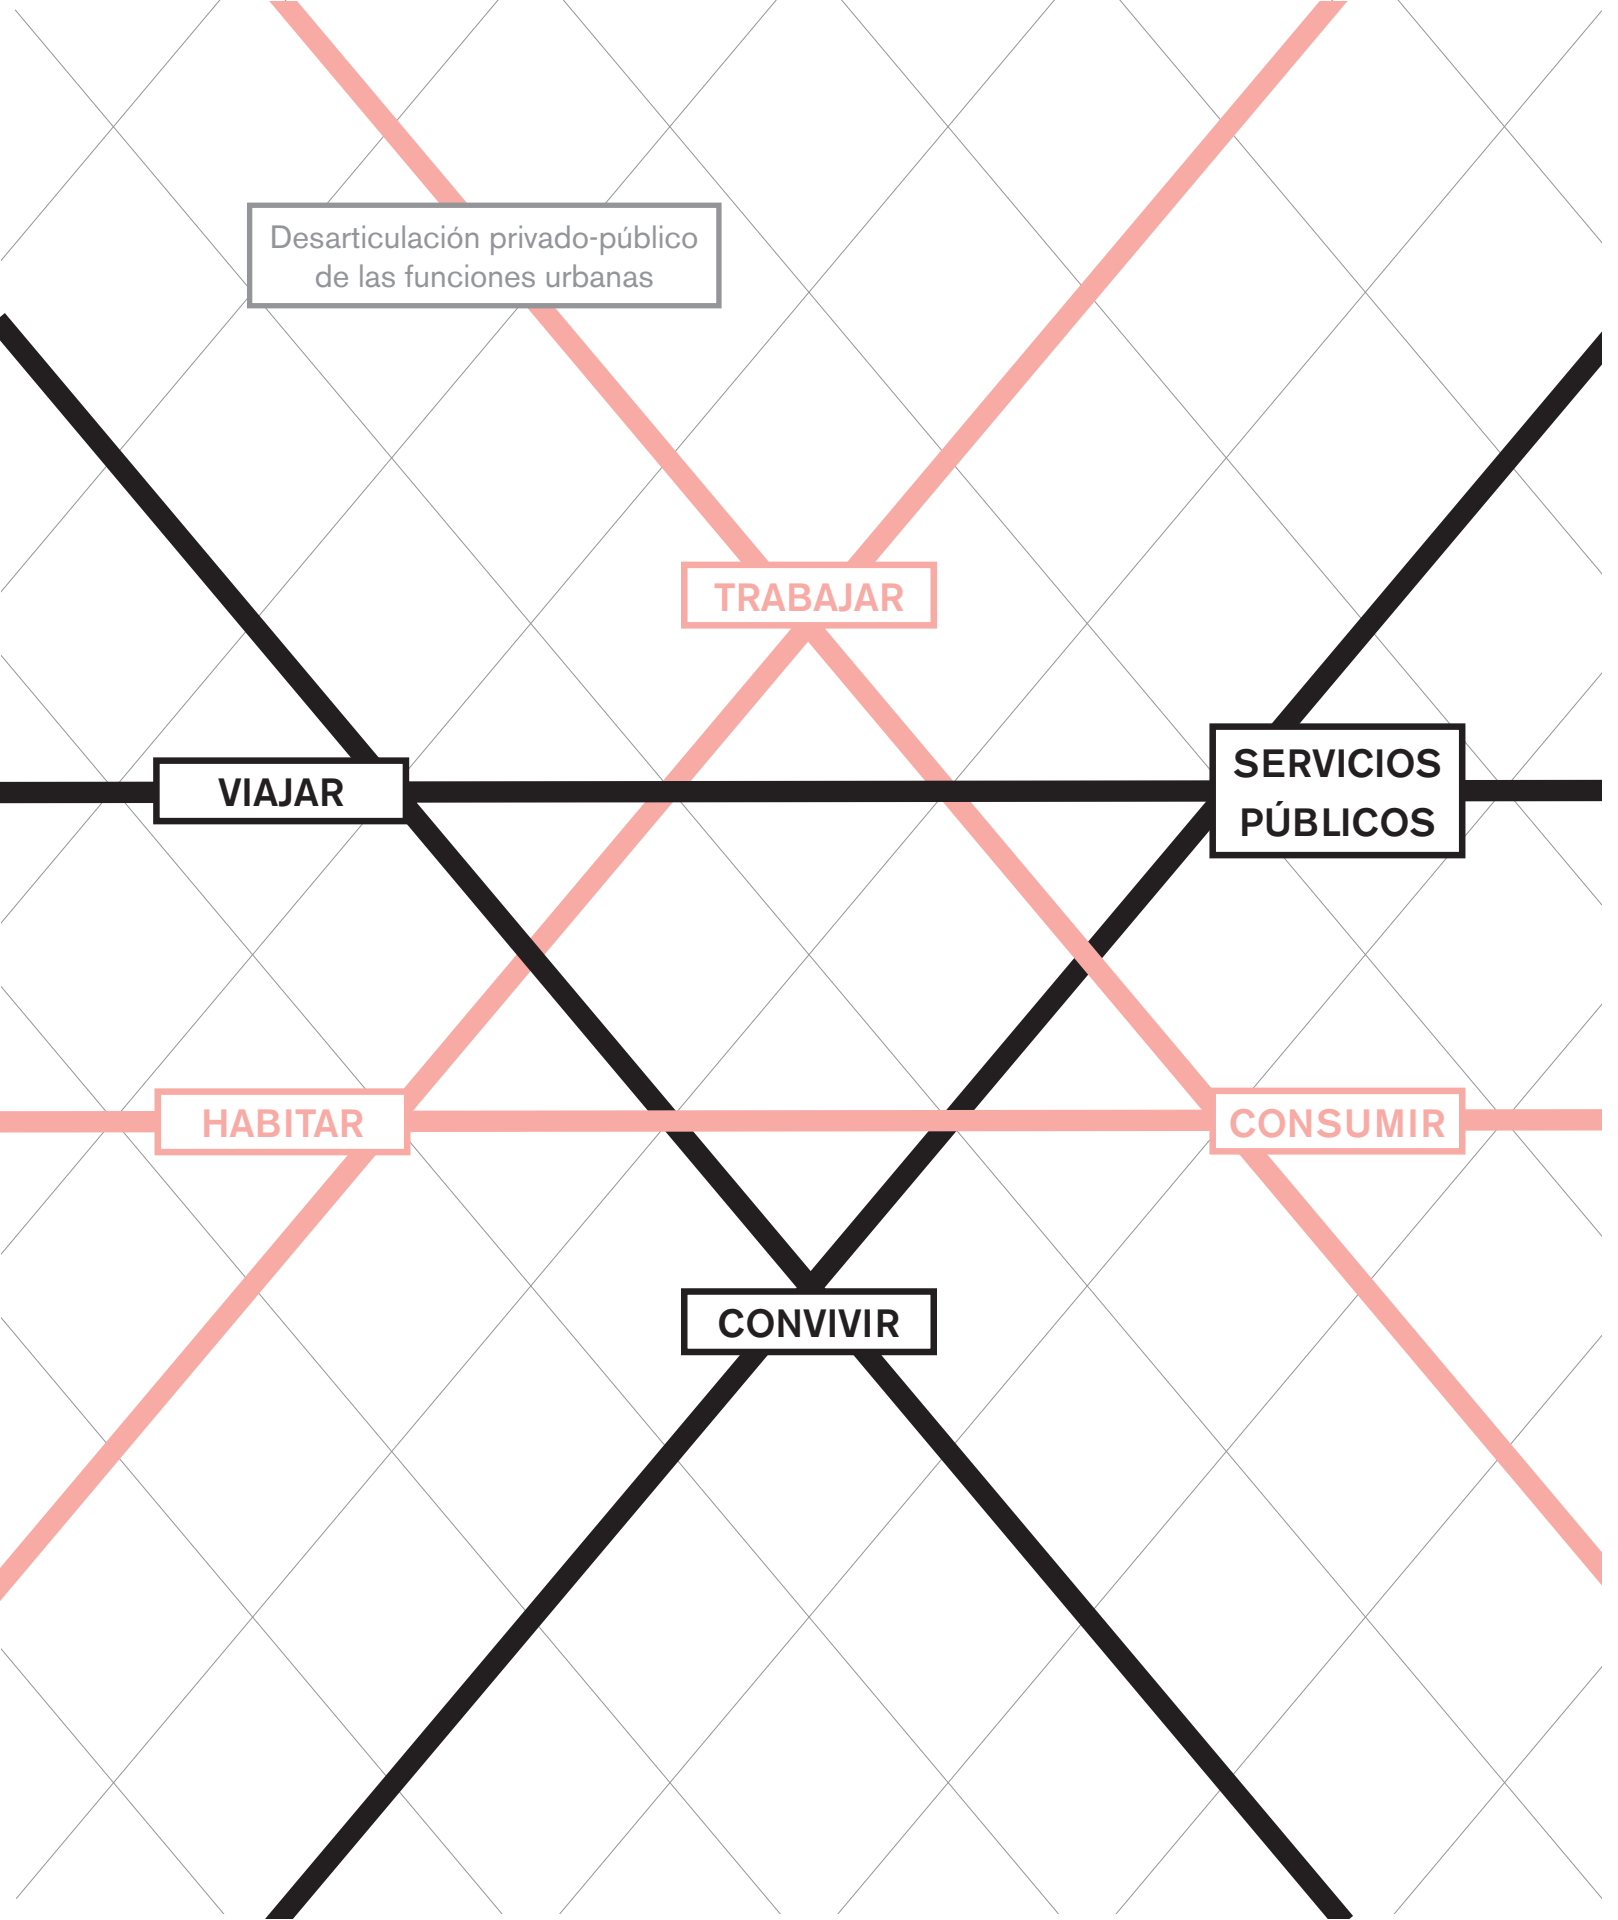 Desarticulación privado-público
de las funciones urbanas
TRABAJAR
VIAJAR
SERVICIOS
PÚBLICOS
HABITAR
CONSUMIR
CONVIVIR